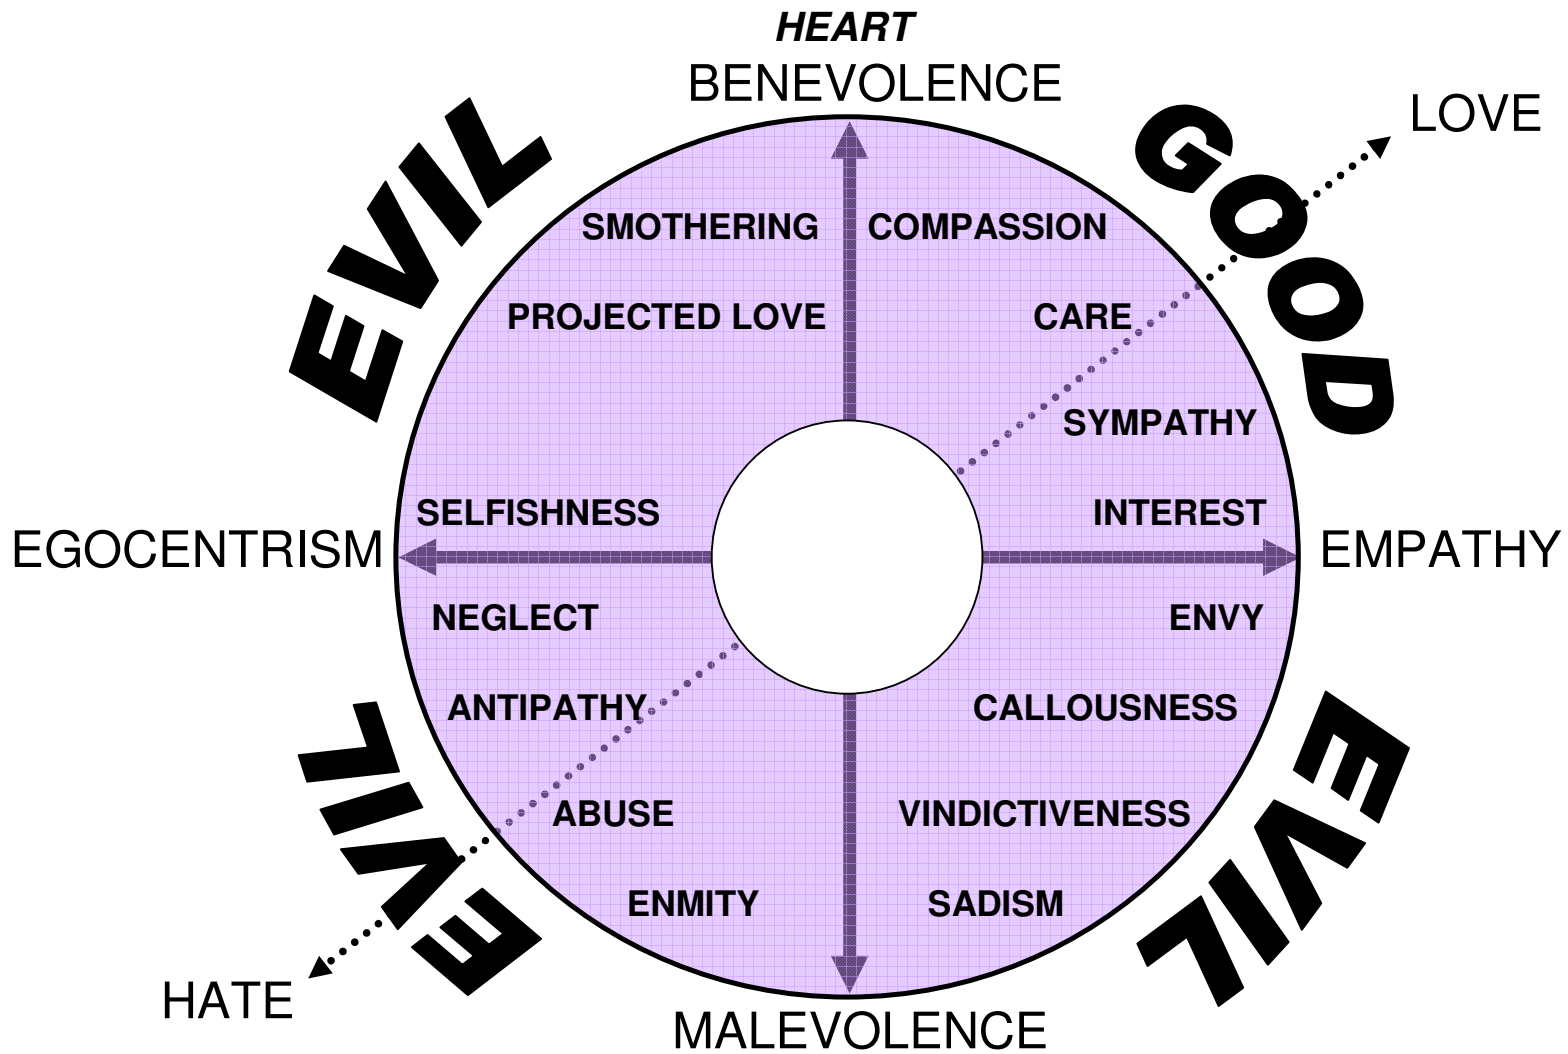 HEART
BENEVOLENCE
LOVE
EVIL
GOOD
SMOTHERING
COMPASSION
PROJECTED LOVE
CARE
SYMPATHY
SELFISHNESS
INTEREST
EGOCENTRISM
EMPATHY
NEGLECT
ENVY
ANTIPATHY
CALLOUSNESS
EVIL
EVIL
ABUSE
VINDICTIVENESS
ENMITY
SADISM
HATE
MALEVOLENCE